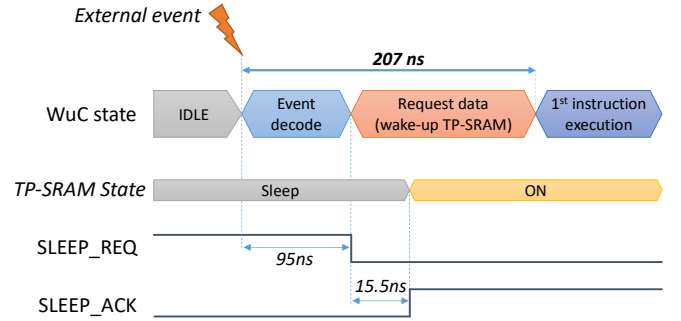 External event
207 ns
WuC state
IDLE
Event
decode
Request data
(wake-up TP-SRAM)
1st instruction
execution
TP-SRAM State
Sleep
ON
SLEEP_REQ
95ns
15.5ns
SLEEP_ACK